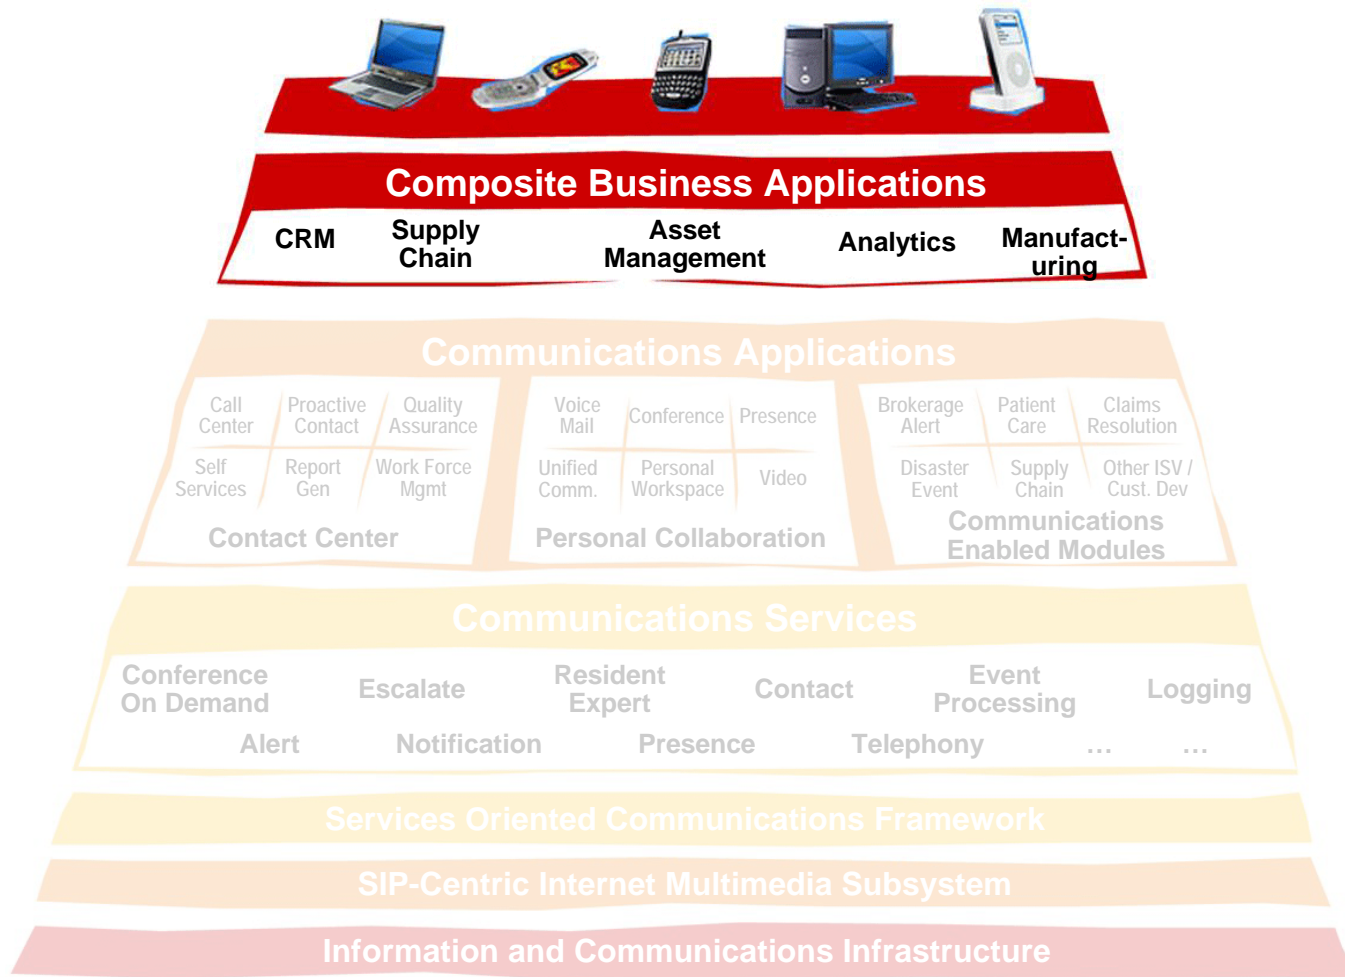 Composite Business Applications
CRM
Supply
Chain
Asset
Management
Analytics
Manufact-
uring
Communications Applications
Call
Center
Proactive
Contact
Quality
Assurance
Self
Services
Report
Gen
Work Force
Mgmt
Contact Center
Voice
Mail
Conference
Presence
Unified
Comm.
Personal
Workspace
Video
Personal Collaboration
Brokerage
Alert
Patient
Care
Claims
Resolution
Disaster
Event
Supply
Chain
Other ISV /
Cust. Dev
Communications
Enabled Modules
Communications Services
Conference
On Demand
Escalate
Resident
Expert
Contact
Event
Processing
Logging
Alert
Notification
Presence
Telephony
…
…
Services Oriented Communications Framework
SIP-Centric Internet Multimedia Subsystem
Information and Communications Infrastructure